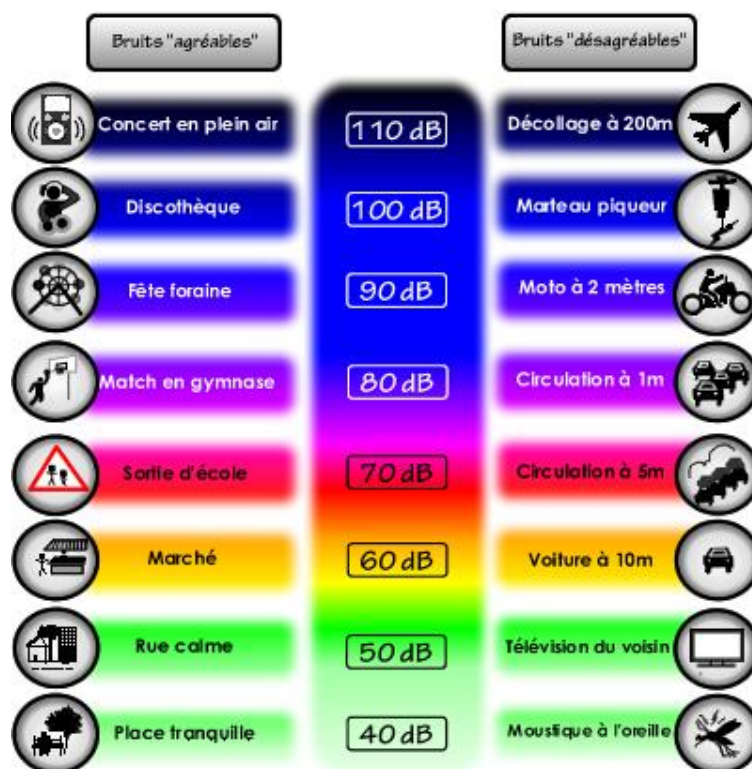 Bruits "agréables"
Bruits "désagréables"
Concert en plein air
110 dB
Décollage à 200m
Discothèque
100 dB
Marteau piqueur
Fête foraine
90 dB
Moto à 2 mètres
Match en gymnase
80 dB
Circulation à 1m
Sortie d'école
70 dB
Circulation à 5m
Marché
60 dB
Voiture à 10m
Rue calme
50 dB
Télévision du voisin
Place tranquille
40 dB
Moustique à l'oreille